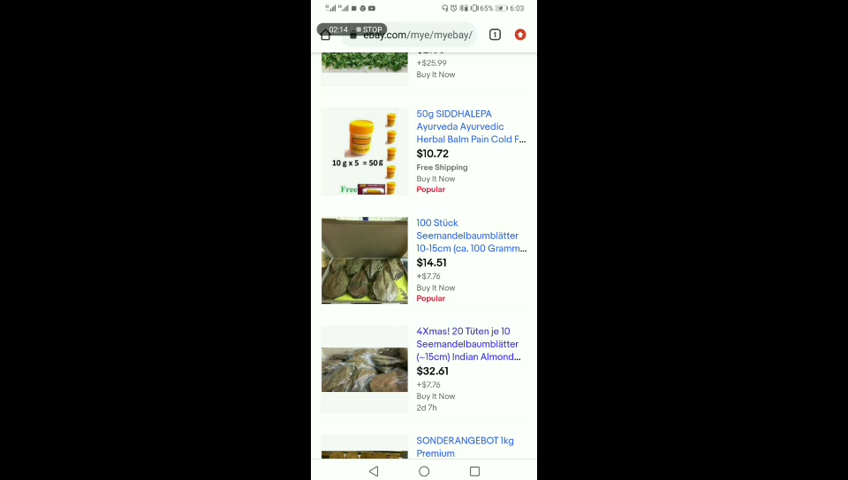 65% 6:03
02:14 STOP
ebay.com/mye/myebay/
1
+$25.99
Buy It Now
50g SIDDHALEPA
Ayurveda Ayurvedic
Herbal Balm Pain Cold F...
$10.72
Free Shipping
Buy It Now
Popular
10 g x 5 = 50 g
Free
100 Stück
Seemandelbaumblätter
10-15cm (ca. 100 Gramm...
$14.51
+$7.76
Buy It Now
Popular
4Xmas! 20 Tüten je 10
Seemandelbaumblätter
(~15cm) Indian Almond...
$32.61
+$7.76
Buy It Now
2d 7h
SONDERANGEBOT 1kg
Premium